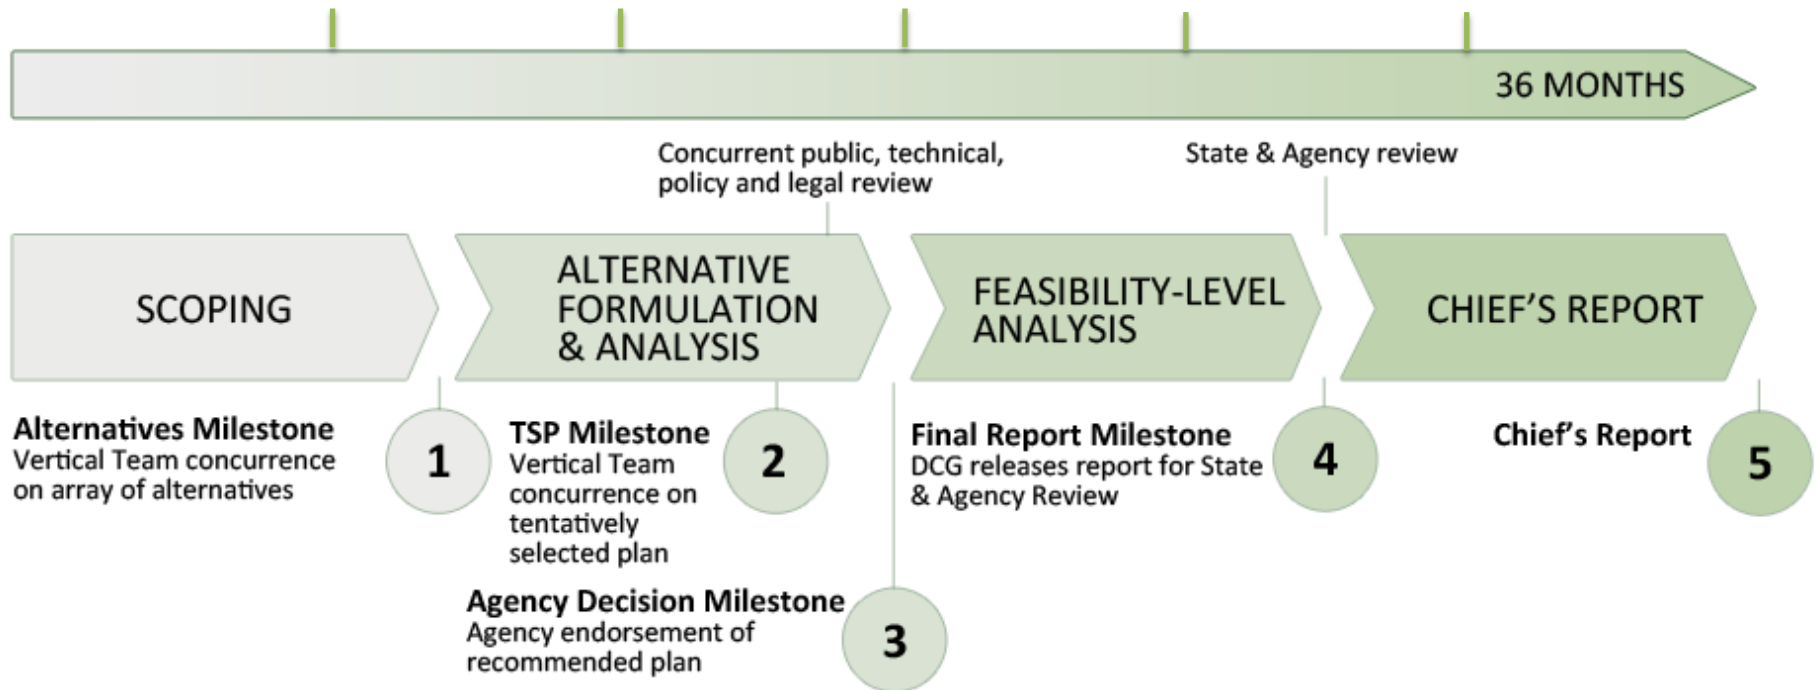 36 MONTHS
Concurrent public, technical,
policy and legal review
State & Agency review
SCOPING
ALTERNATIVE
FORMULATION
& ANALYSIS
FEASIBILITY-LEVEL
ANALYSIS
CHIEF’S REPORT
Alternatives Milestone
Vertical Team concurrence
on array of alternatives
1
TSP Milestone
Vertical Team
concurrence on
tentatively
selected plan
2
Agency Decision Milestone
Agency endorsement of
recommended plan
3
Final Report Milestone
DCG releases report for State
& Agency Review
4
Chief’s Report
5